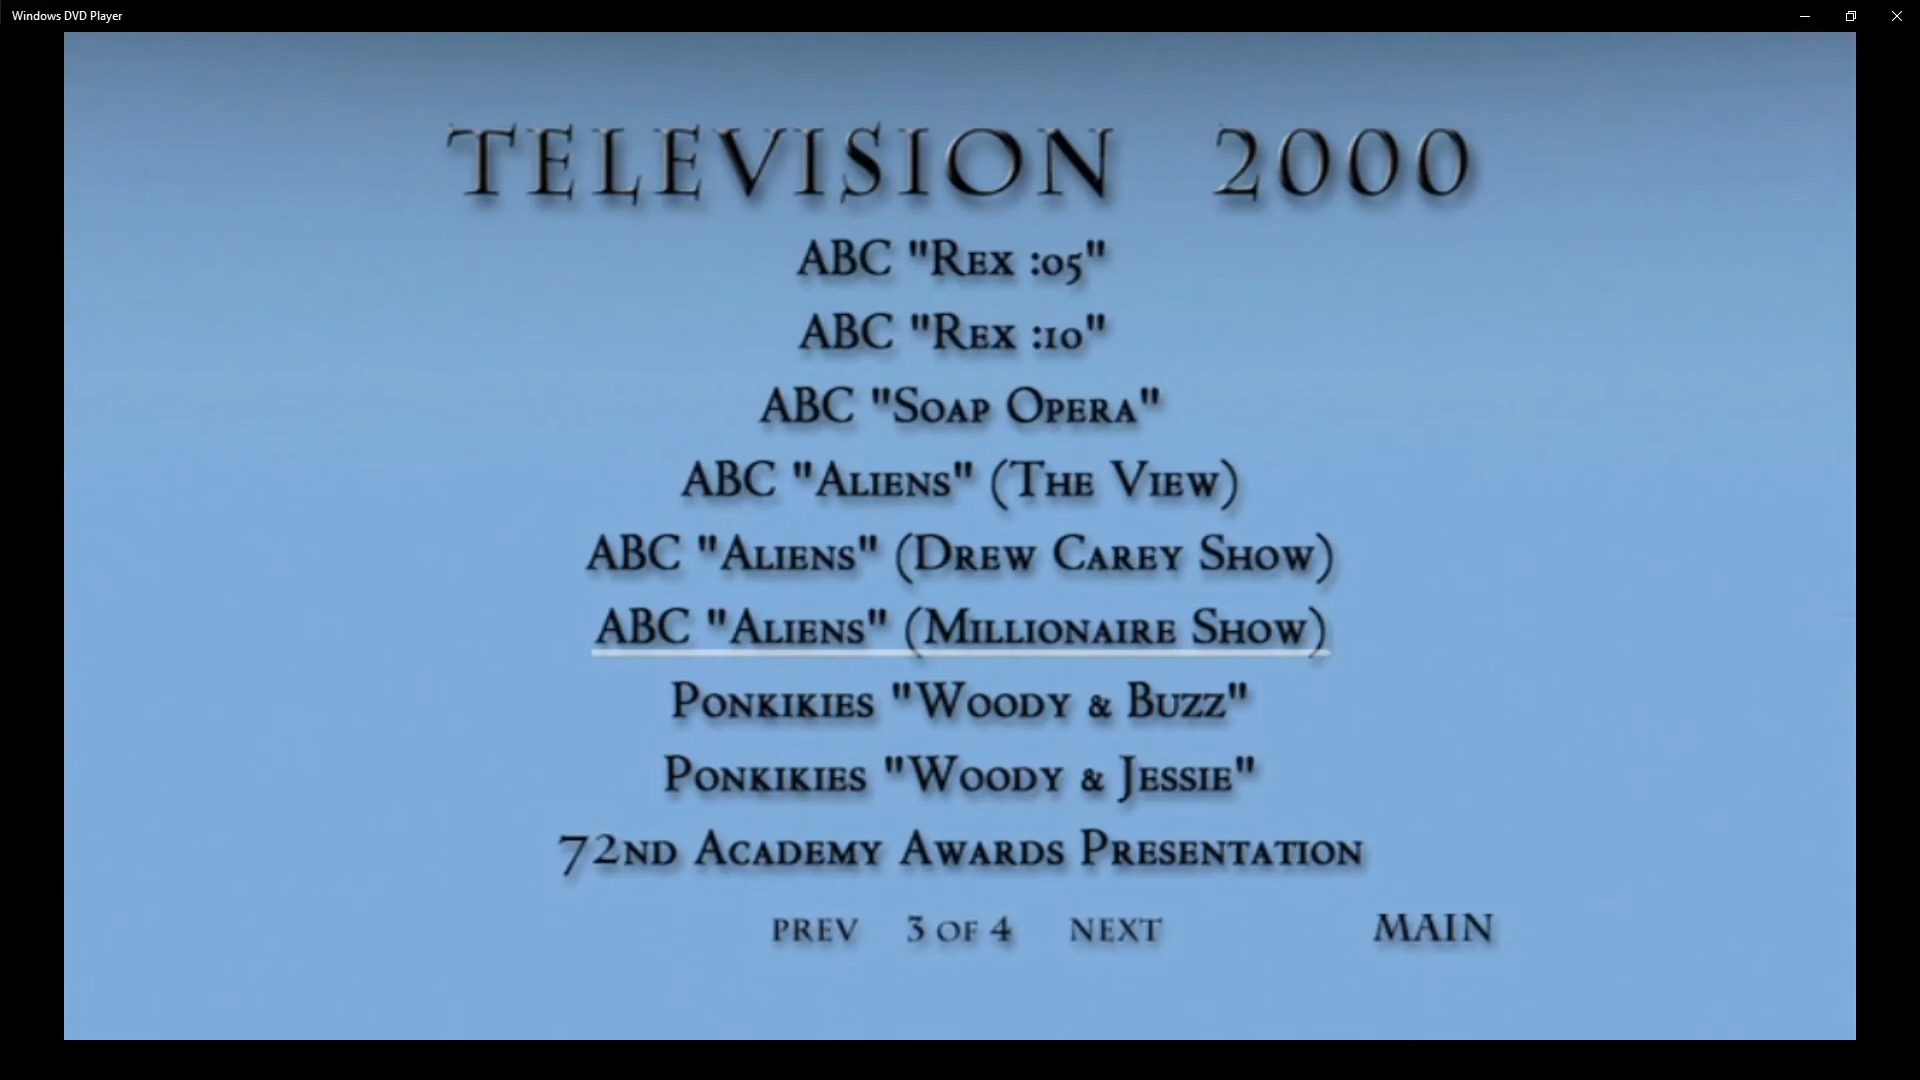 Windows DVD Player
TELEVISION 2000
ABC "Rex :05"
ABC "Rex :10"
ABC "Soap Opera"
ABC "Aliens" (The View)
ABC "Aliens" (Drew Carey Show)
ABC "Aliens" (Millionaire Show)
Ponkikies "Woody & Buzz"
Ponkikies "Woody & Jessie"
72nd Academy Awards Presentation
PREV 3 OF 4 NEXT MAIN